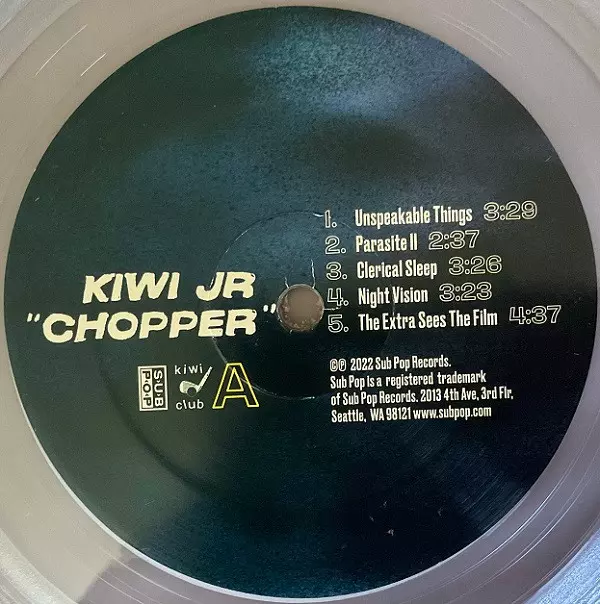 KIWI JR
"CHOPPER"
SUB
POP
kiwi
club
A
1. Unspeakable Things 3:29
2. Parasite II 2:37
3. Clerical Sleep 3:26
4. Night Vision 3:23
5. The Extra Sees The Film 4:37
©℗ 2022 Sub Pop Records.
Sub Pop is a registered trademark
of Sub Pop Records. 2013 4th Ave, 3rd Flr,
Seattle, WA 98121 www.subpop.com